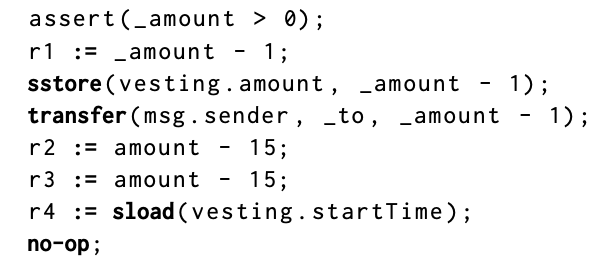 assert(_amount > 0);
r1 := _amount - 1;
sstore(vesting.amount, _amount - 1);
transfer(msg.sender, _to, _amount - 1);
r2 := amount - 15;
r3 := amount - 15;
r4 := sload(vesting.startTime);
no-op;